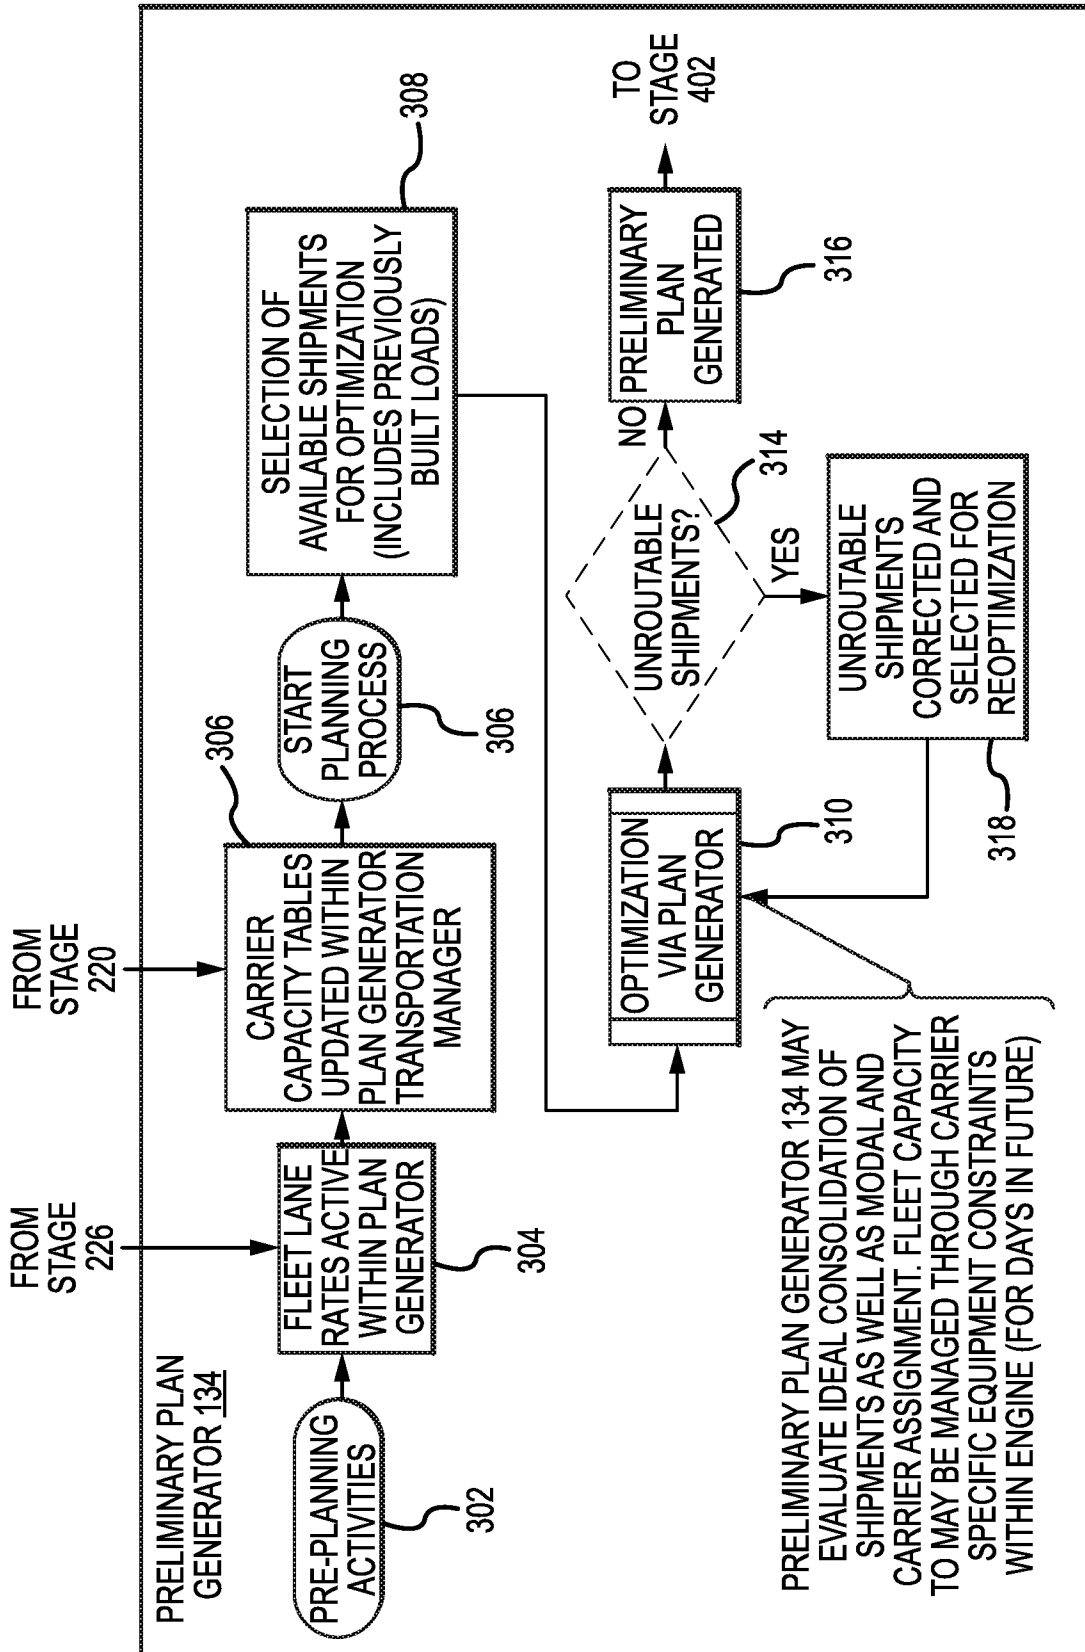 PRELIMINARY PLAN
GENERATOR 134
FROM
STAGE
226
FROM
STAGE
220
PRE-PLANNING
ACTIVITIES
302
FLEET LANE
RATES ACTIVE
WITHIN PLAN
GENERATOR
304
CARRIER
CAPACITY TABLES
UPDATED WITHIN
PLAN GENERATOR
TRANSPORTATION
MANAGER
306
START
PLANNING
PROCESS
306
SELECTION OF
AVAILABLE SHIPMENTS
FOR OPTIMIZATION
(INCLUDES PREVIOUSLY
BUILT LOADS)
308
OPTIMIZATION
VIA PLAN
GENERATOR
310
UNROUTABLE
SHIPMENTS?
314
NO
YES
PRELIMINARY
PLAN
GENERATED
316
TO
STAGE
402
UNROUTABLE
SHIPMENTS
CORRECTED AND
SELECTED FOR
REOPTIMIZATION
318
PRELIMINARY PLAN GENERATOR 134 MAY
EVALUATE IDEAL CONSOLIDATION OF
SHIPMENTS AS WELL AS MODAL AND
CARRIER ASSIGNMENT. FLEET CAPACITY
TO MAY BE MANAGED THROUGH CARRIER
SPECIFIC EQUIPMENT CONSTRAINTS
WITHIN ENGINE (FOR DAYS IN FUTURE)